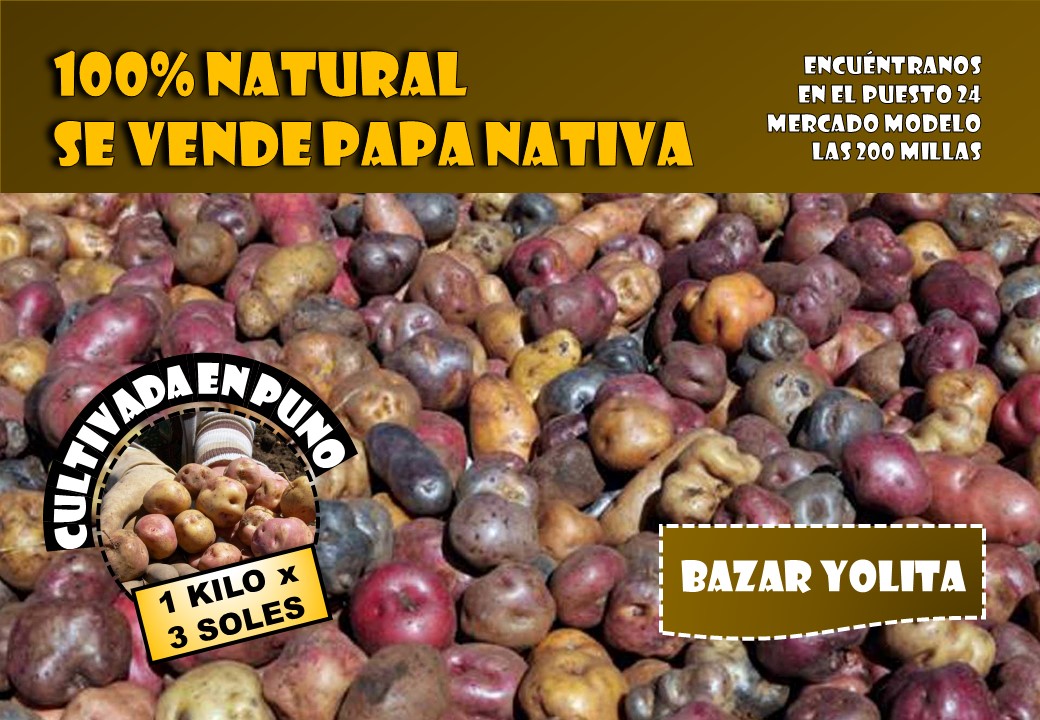 100% NATURAL
SE VENDE PAPA NATIVA
ENCUÉNTRANOS
EN EL PUESTO 24
MERCADO MODELO
LAS 200 MILLAS
CULTIVADA EN PUNO
1 KILO x
3 SOLES
BAZAR YOLITA